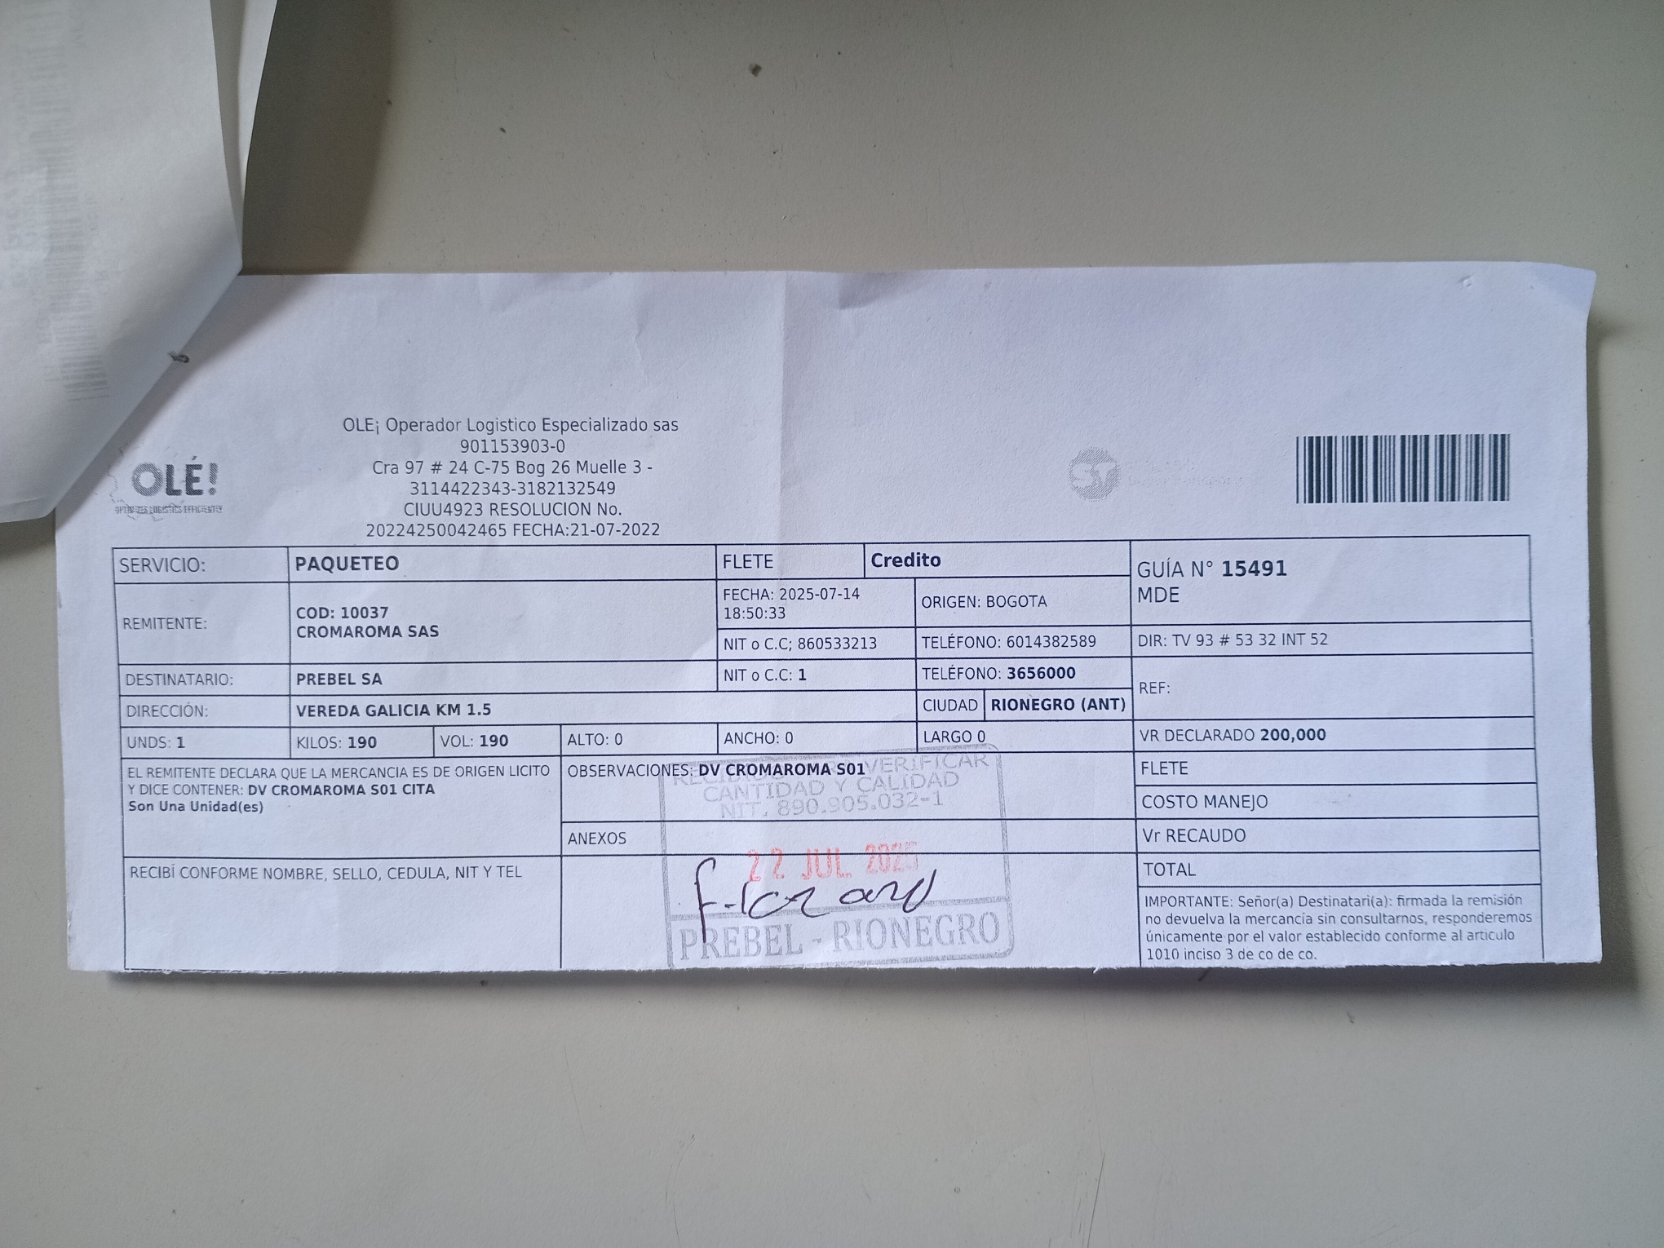 OLE¡ Operador Logistico Especializado sas
901153903-0
Cra 97 # 24 C-75 Bog 26 Muelle 3 -
3114422343-3182132549
CIUU4923 RESOLUCION No.
20224250042465 FECHA:21-07-2022
OLÉ!
SERVICIO: PAQUETEO FLETE Credito GUÍA N° 15491
MDE
REMITENTE: COD: 10037
CROMAROMA SAS
FECHA: 2025-07-14
18:50:33
ORIGEN: BOGOTA
NIT o C.C; 860533213 TELÉFONO: 6014382589 DIR: TV 93 # 53 32 INT 52
DESTINATARIO: PREBEL SA NIT o C.C: 1 TELÉFONO: 3656000 REF:
DIRECCIÓN: VEREDA GALICIA KM 1.5 CIUDAD RIONEGRO (ANT)
UNDS: 1 KILOS: 190 VOL: 190 ALTO: 0 ANCHO: 0 LARGO 0 VR DECLARADO 200,000
EL REMITENTE DECLARA QUE LA MERCANCIA ES DE ORIGEN LICITO
Y DICE CONTENER: DV CROMAROMA S01 CITA
Son Una Unidad(es)
OBSERVACIONES: DV CROMAROMA S01
VERIFICAR
CANTIDAD Y CALIDAD
NIT. 890.905.032-1
FLETE
COSTO MANEJO
ANEXOS
Vr RECAUDO
TOTAL
RECIBÍ CONFORME NOMBRE, SELLO, CEDULA, NIT Y TEL
22 JUL 2025
PREBEL - RIONEGRO
IMPORTANTE: Señor(a) Destinatari(a): firmada la remisión
no devuelva la mercancia sin consultarnos, responderemos
únicamente por el valor establecido conforme al articulo
1010 inciso 3 de co de co.